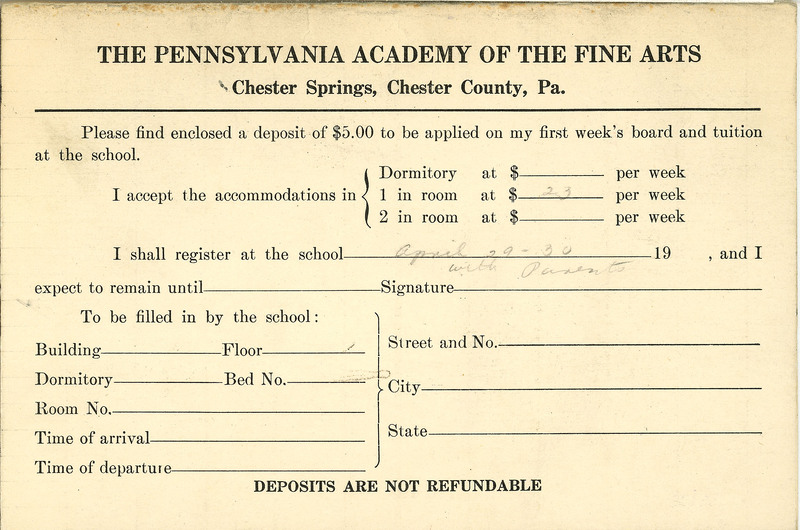 THE PENNSYLVANIA ACADEMY OF THE FINE ARTS
Chester Springs, Chester County, Pa.
Please find enclosed a deposit of $5.00 to be applied on my first week's board and tuition
at the school.
Dormitory at $ per week
I accept the accommodations in 1 in room at $ 23 per week
2 in room at $ per week
I shall register at the school April 29-30 19 , and I
with Parents
expect to remain until Signature
To be filled in by the school:
Building Floor
Street and No.
Dormitory Bed No.
City
Room No.
State
Time of arrival
Time of departure
DEPOSITS ARE NOT REFUNDABLE